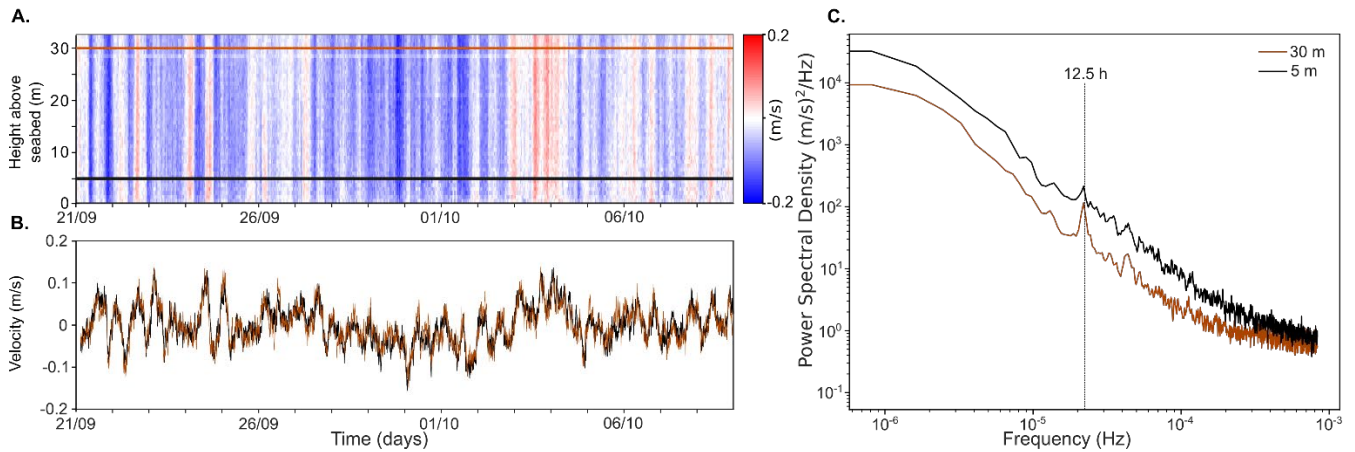 A.
Height above
seabed (m)
30
20
10
0
21/09
26/09
01/10
06/10
0.2
(m/s)
-0.2
B.
Velocity (m/s)
0.2
0.1
0
-0.1
-0.2
21/09
26/09
01/10
06/10
Time (days)
C.
Power Spectral Density (m/s)²/Hz)
10⁴
10³
10²
10¹
10⁰
10⁻¹
12.5 h
30 m
5 m
10⁻⁶
10⁻⁵
10⁻⁴
10⁻³
Frequency (Hz)